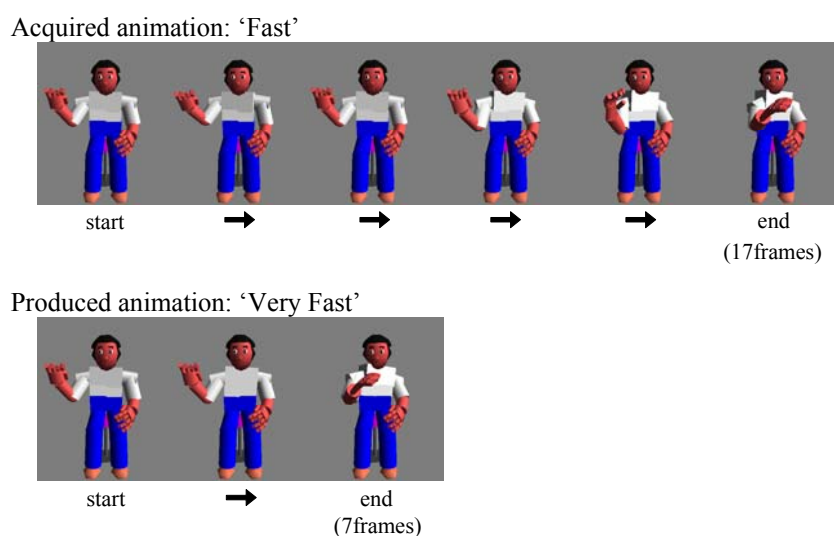 Acquired animation: ‘Fast’
start → → → → end
(17frames)
Produced animation: ‘Very Fast’
start → end
(7frames)